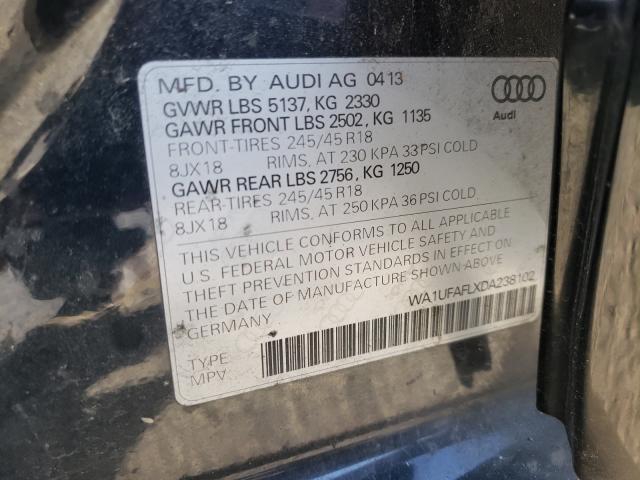 MFD. BY AUDI AG 04 13
GVWR LBS 5137, KG 2330
GAWR FRONT LBS 2502, KG 1135
FRONT-TIRES 245/45 R18
8JX18 RIMS, AT 230 KPA 33 PSI COLD
GAWR REAR LBS 2756, KG 1250
REAR-TIRES 245/45 R18
8JX18 RIMS, AT 250 KPA 36 PSI COLD
Audi
THIS VEHICLE CONFORMS TO ALL APPLICABLE
U.S. FEDERAL MOTOR VEHICLE SAFETY AND
THEFT PREVENTION STANDARDS IN EFFECT ON
THE DATE OF MANUFACTURE SHOWN ABOVE
GERMANY
WA1UFAFLXDA238102
TYPE
MPV